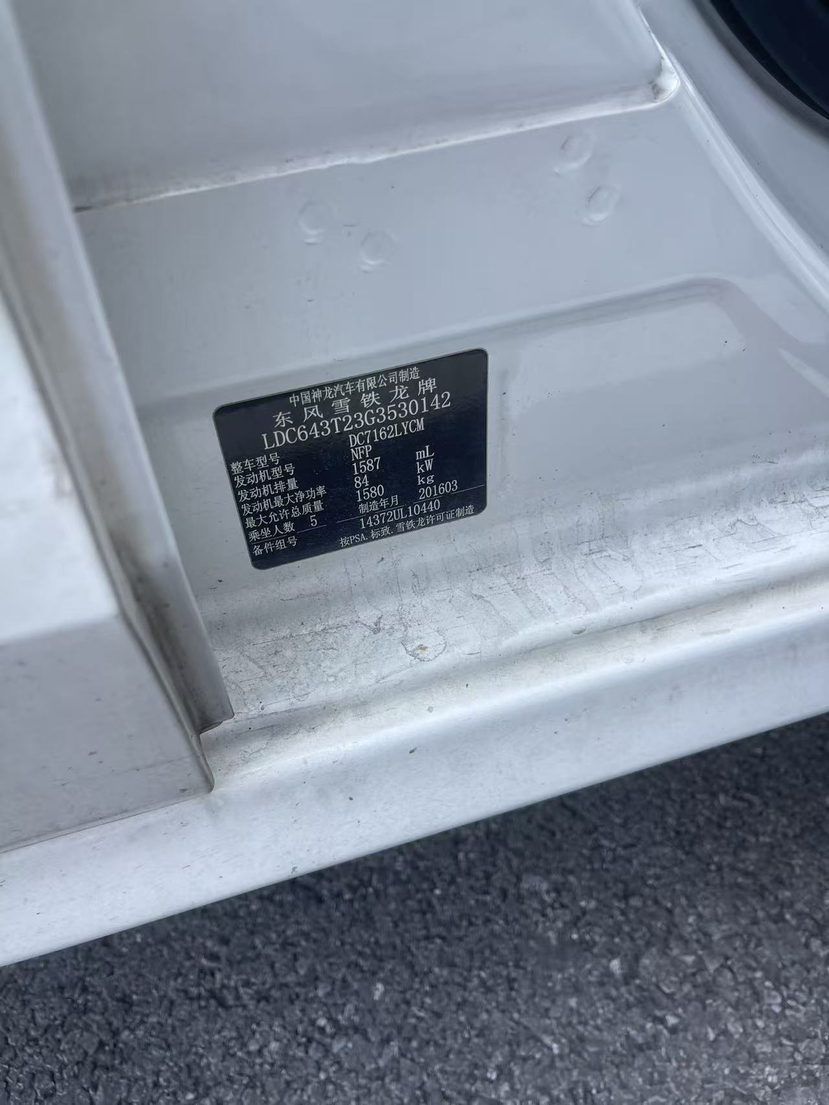 中国神龙汽车有限公司制造
东风雪铁龙牌
LDC643T23G3530142
整车型号 DC7162LYCM
发动机型号 NFP
发动机排量 1587 mL
发动机最大净功率 84 kW
最大允许总质量 1580 kg
乘坐人数 5 制造年月 201603
备件组号 14372UL10440
按PSA.标致.雪铁龙许可证制造